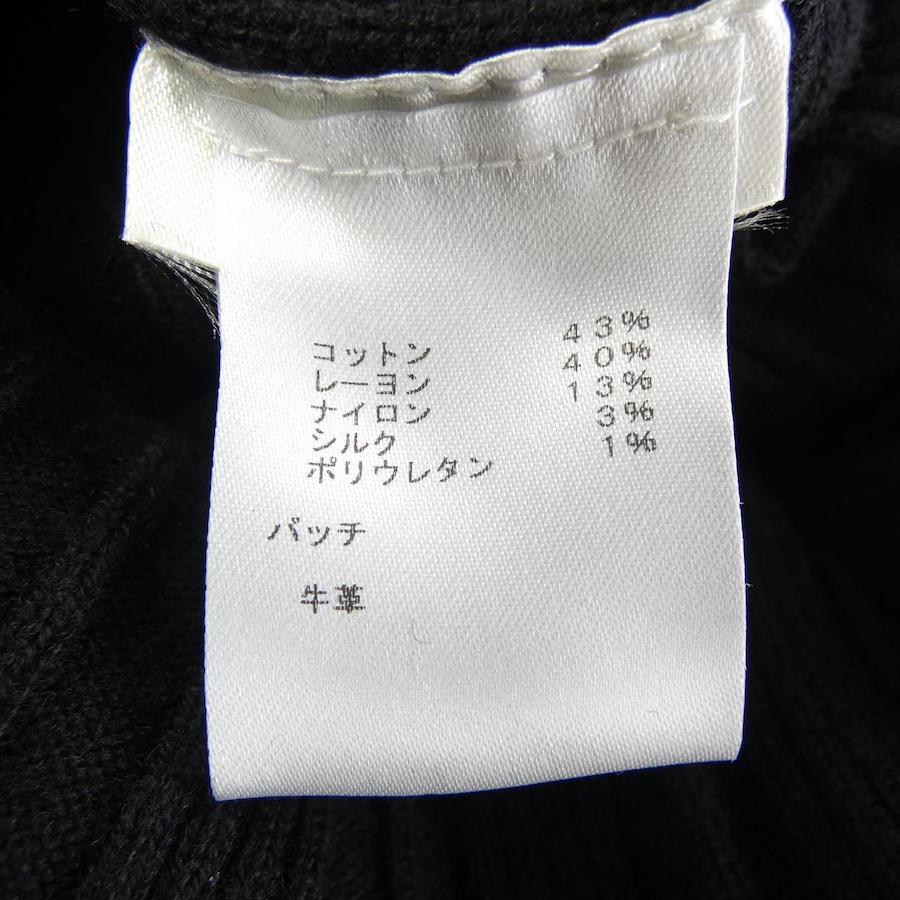 コットン 43%
レーヨン 40%
ナイロン 13%
シルク 3%
ポリウレタン 1%
パッチ
牛革